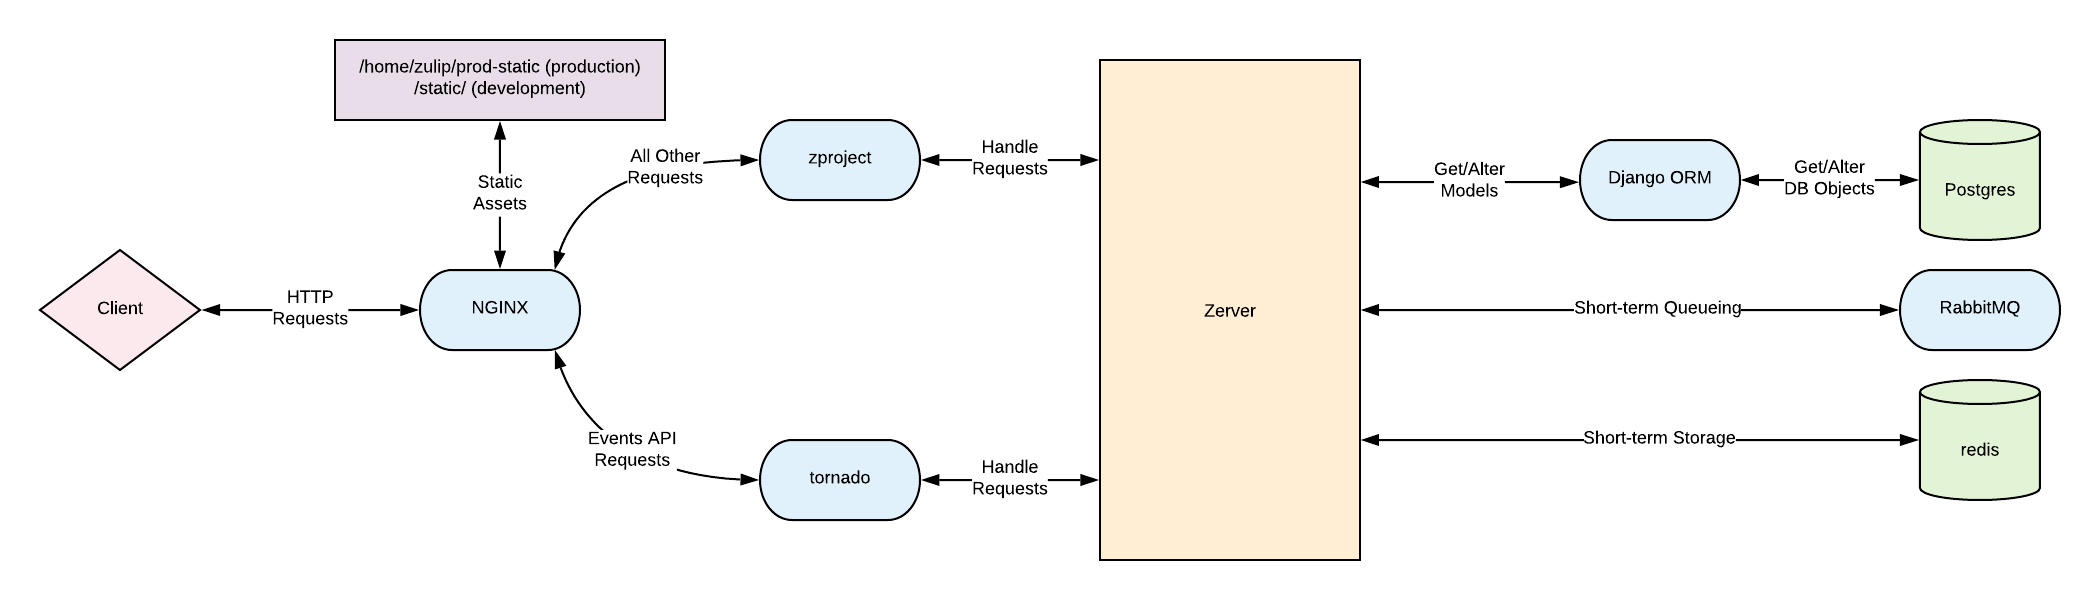 /home/zulip/prod-static (production)
/static/ (development)
Static
Assets
Client
HTTP
Requests
NGINX
All Other
Requests
zproject
Handle
Requests
Events API
Requests
tornado
Handle
Requests
Zerver
Get/Alter
Models
Django ORM
Get/Alter
DB Objects
Postgres
Short-term Queueing
RabbitMQ
Short-term Storage
redis